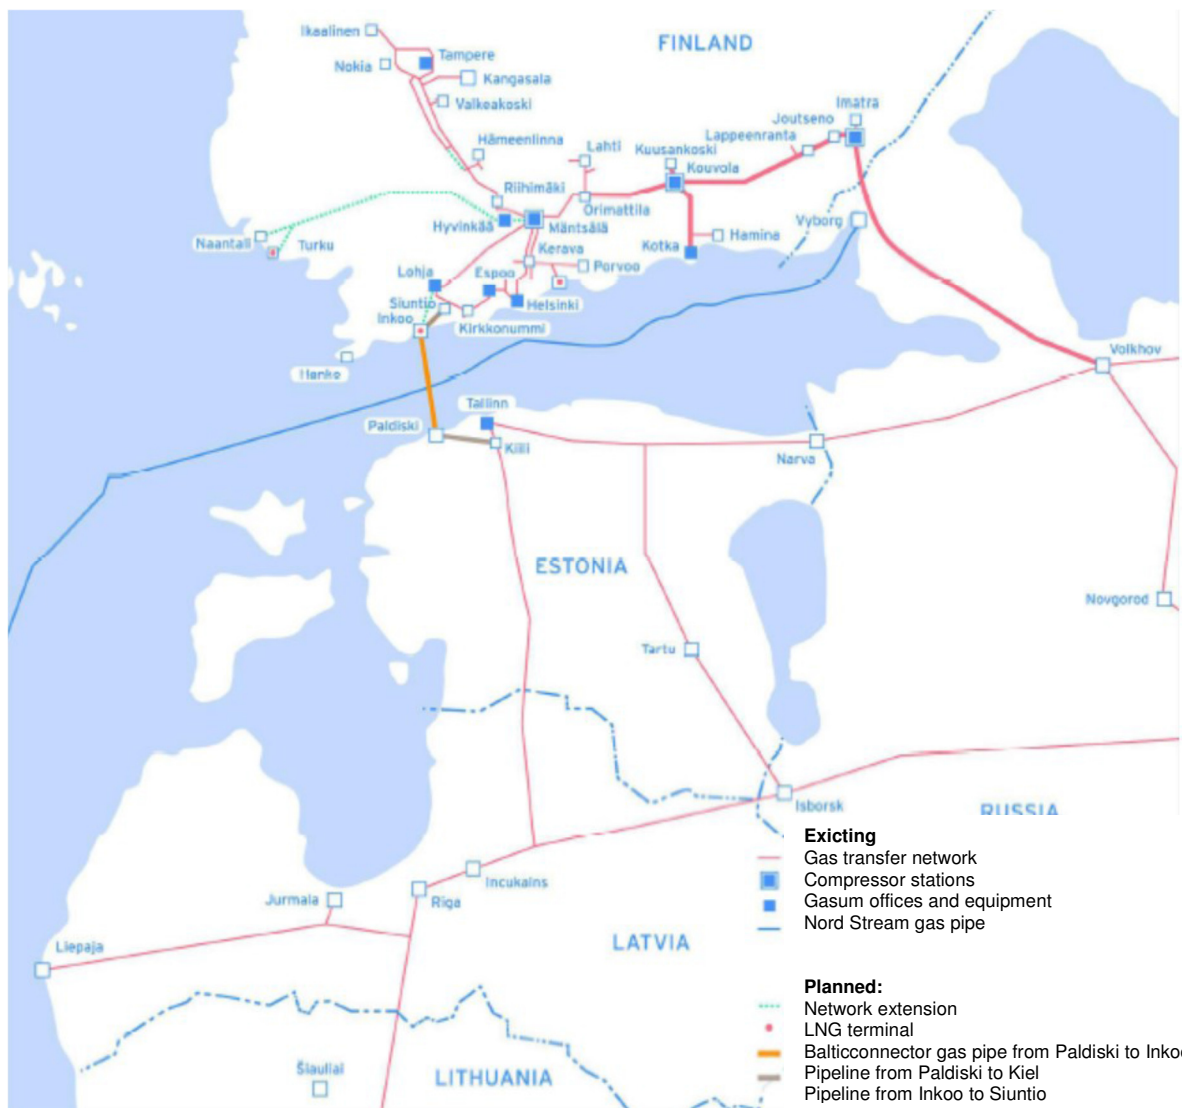 Ikaalinen
FINLAND
Tampere
Nokia
Kangasala
Valkeakoski
Imatra
Joutseno
Lappeenranta
Hämeenlinna
Lahti
Kuusankoski
Kouvola
Riihimäki
Orimattila
Hyvinkää
Mäntsälä
Vyborg
Naantali
Turku
Kerava
Kotka
Hamina
Porvoo
Lohja
Espoo
Siuntio
Helsinki
Inkoo
Kirkkonummi
Volkhov
Hanko
Tallinn
Paldiski
Kiili
Narva
ESTONIA
Novgorod
Tartu
Isborsk
RUSSIA
Incukalns
Jurmala
Riga
Liepaja
LATVIA
Šiauliai
LITHUANIA
Exicting
Gas transfer network
Compressor stations
Gasum offices and equipment
Nord Stream gas pipe
Planned:
Network extension
LNG terminal
Balticconnector gas pipe from Paldiski to Inko
Pipeline from Paldiski to Kiel
Pipeline from Inkoo to Siuntio